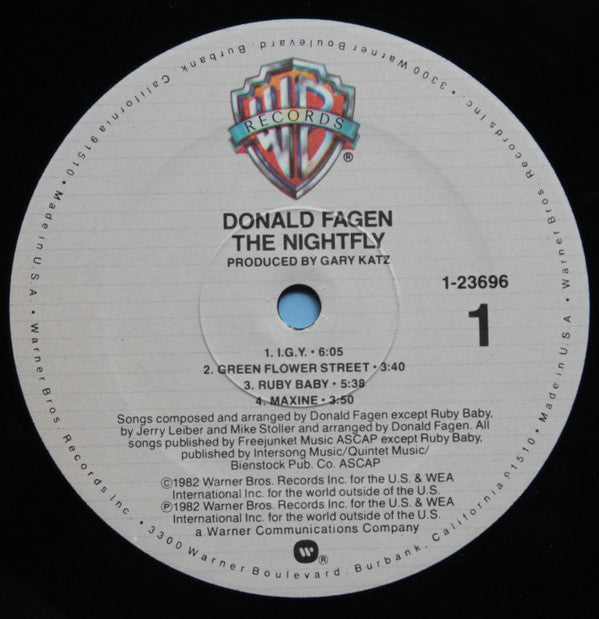 WB
RECORDS
®
DONALD FAGEN
THE NIGHTFLY
PRODUCED BY GARY KATZ
1-23696
1
1. I.G.Y. • 6:05
2. GREEN FLOWER STREET • 3:40
3. RUBY BABY • 5:38
4. MAXINE • 3:50
Songs composed and arranged by Donald Fagen except Ruby Baby,
by Jerry Leiber and Mike Stoller and arranged by Donald Fagen. All
songs published by Freejunket Music ASCAP except Ruby Baby,
published by Intersong Music/Quintet Music/
Bienstock Pub. Co. ASCAP
©1982 Warner Bros. Records Inc. for the U.S. & WEA
International Inc. for the world outside of the U.S.
℗1982 Warner Bros. Records Inc. for the U.S. & WEA
International Inc. for the world outside of the U.S.
a Warner Communications Company
W®
Made in U.S.A. • Warner Bros. Records Inc. • 3300 Warner Boulevard, Burbank, California 91510 • Made in U.S.A. • Warner Bros Records Inc. • 3300 Warner Boulevard, Burbank, California 91510 •